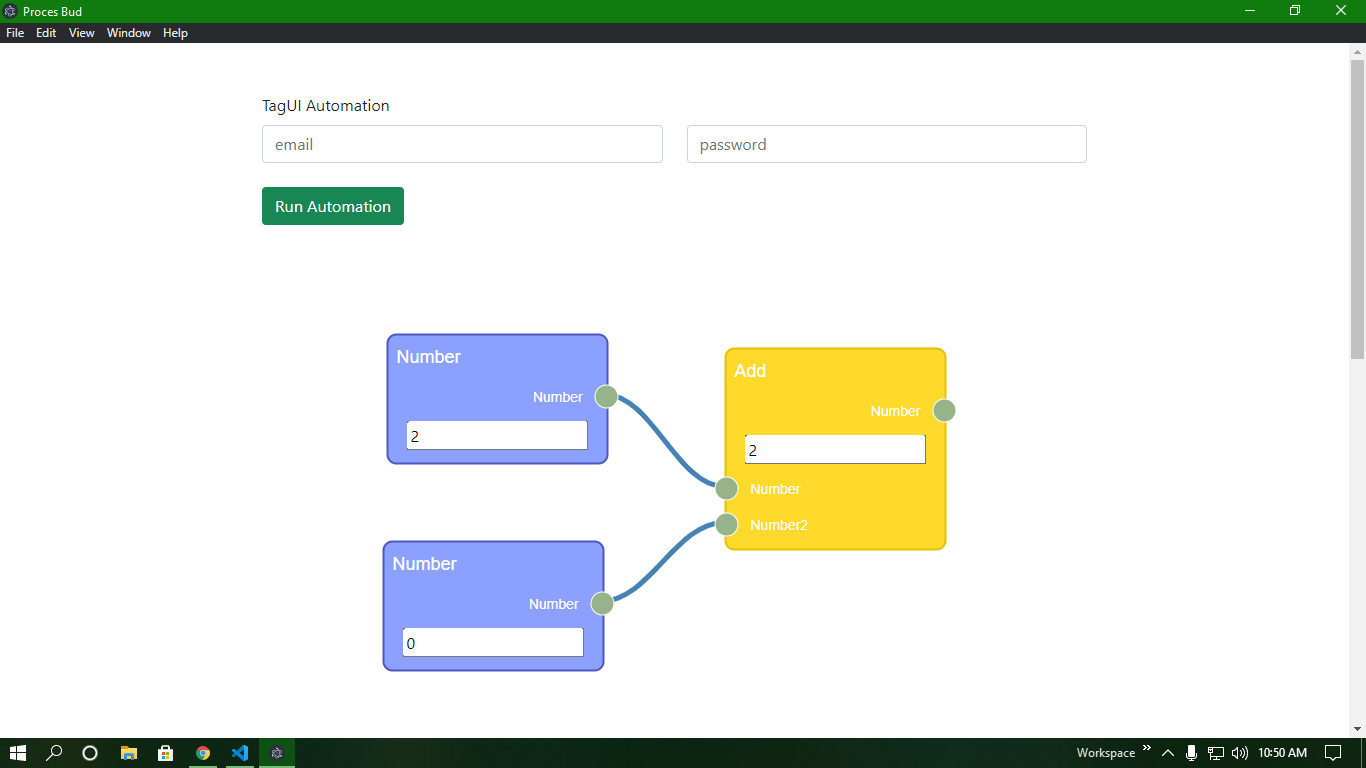 Proces Bud
File Edit View Window Help
TagUI Automation
email
password
Run Automation
Number
Number
2
Add
Number
2
Number
Number2
Number
Number
0
Workspace
10:50 AM